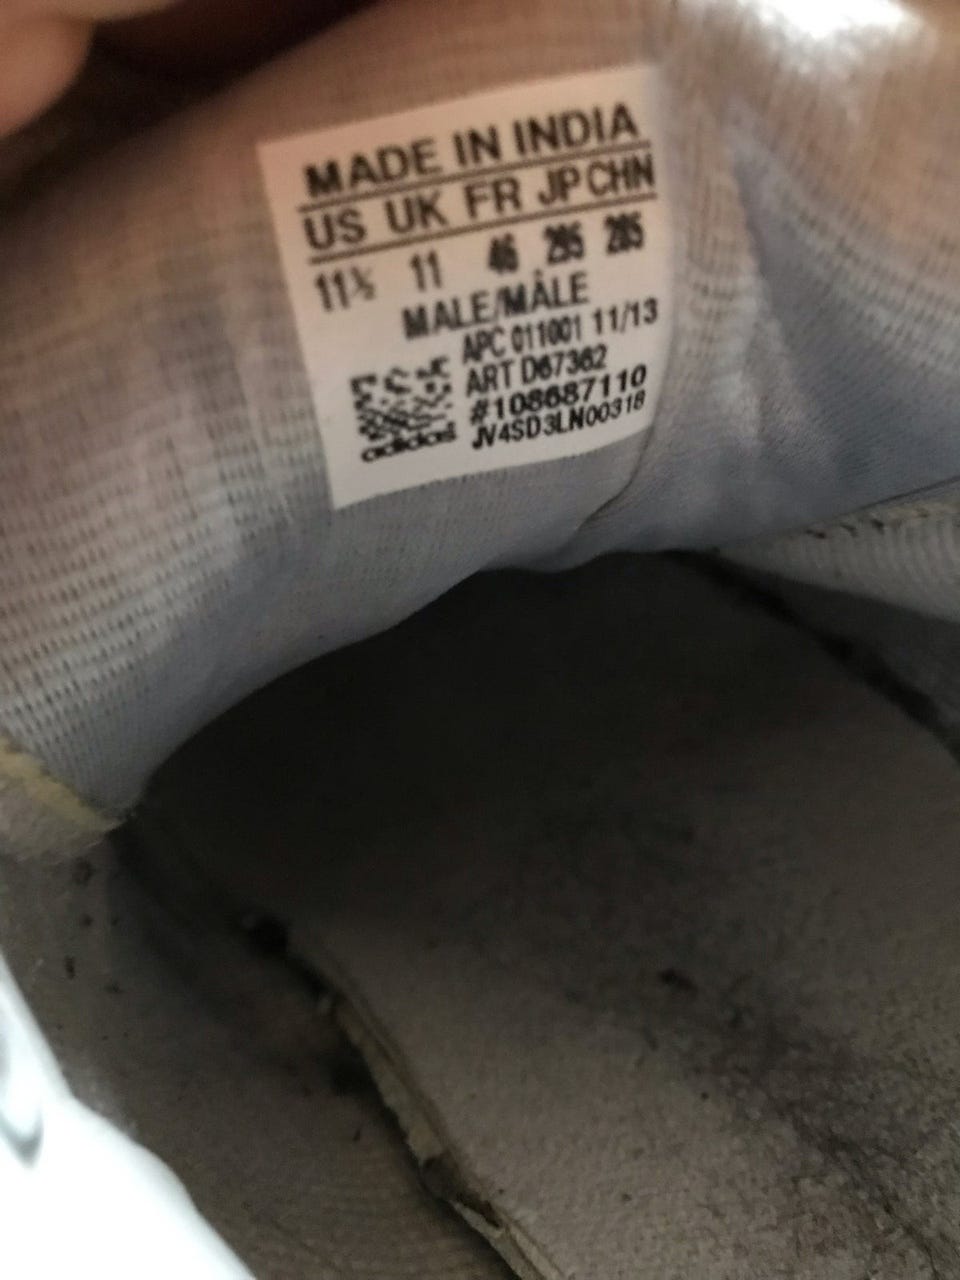 MADE IN INDIA
US UK FR JP CHN
11½ 11 46 295 285
MALE/MÂLE
APC 011001 11/13
ART D67362
#108687110
adidas JV4SD3LN00318